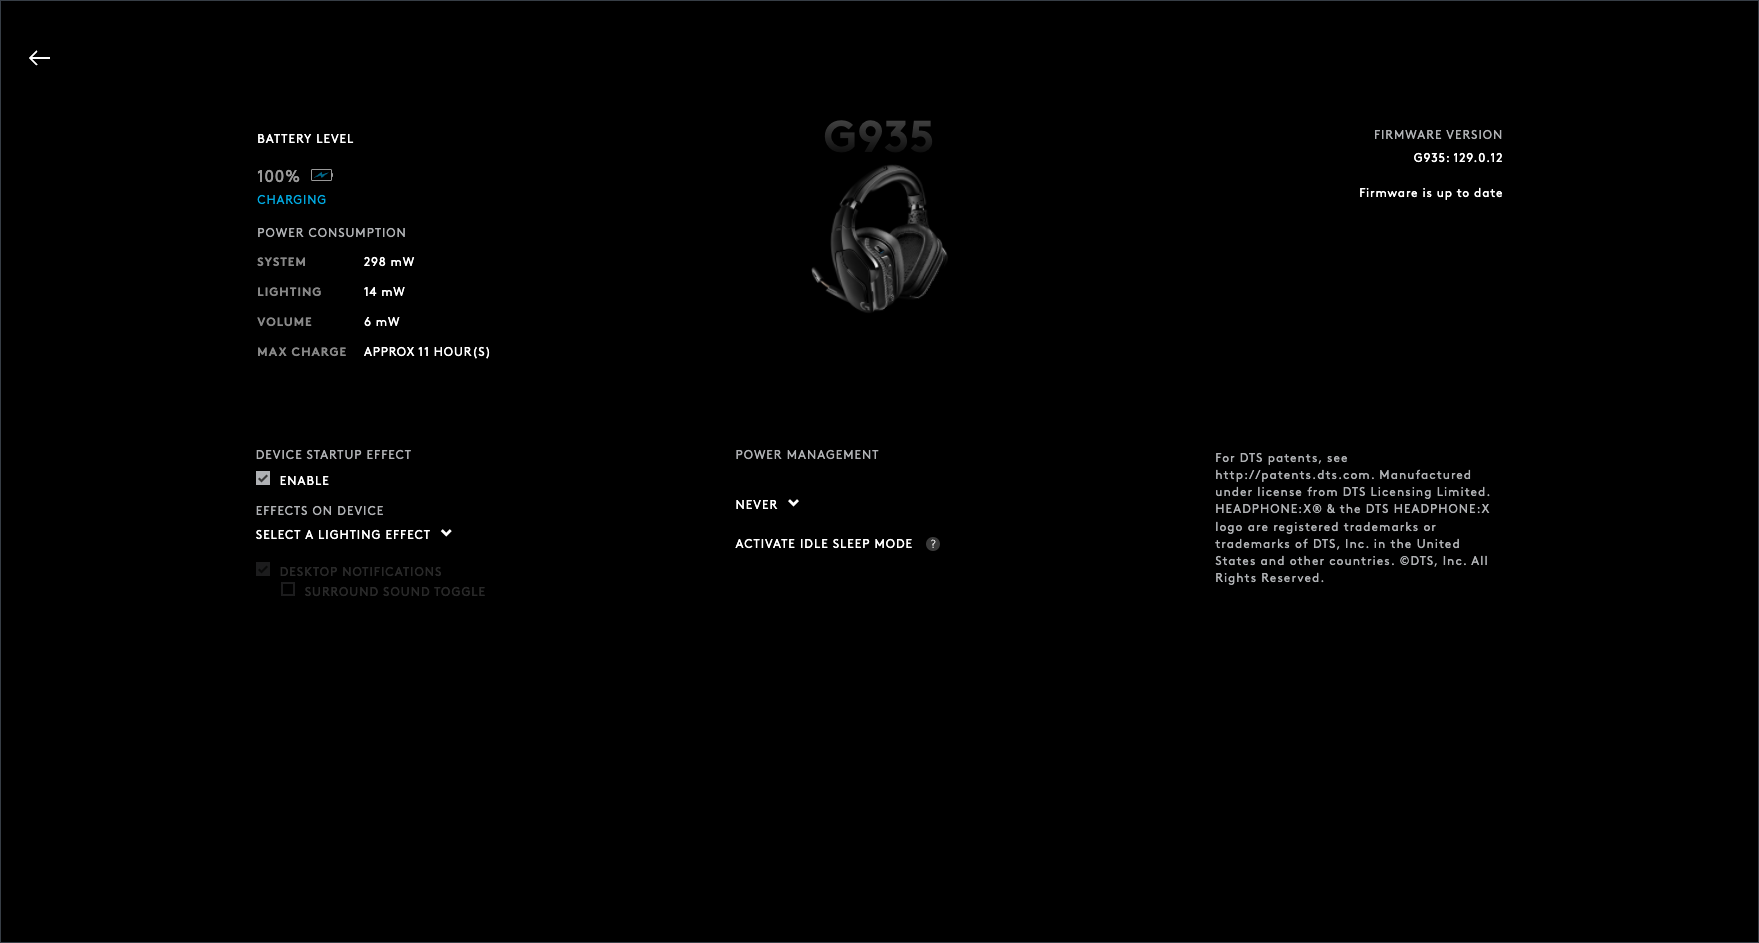 BATTERY LEVEL
100%
CHARGING
POWER CONSUMPTION
SYSTEM 298 mW
LIGHTING 14 mW
VOLUME 6 mW
MAX CHARGE APPROX 11 HOUR(S)
G935
FIRMWARE VERSION
G935: 129.0.12
Firmware is up to date
DEVICE STARTUP EFFECT
ENABLE
EFFECTS ON DEVICE
SELECT A LIGHTING EFFECT
DESKTOP NOTIFICATIONS
SURROUND SOUND TOGGLE
POWER MANAGEMENT
NEVER
ACTIVATE IDLE SLEEP MODE ?
For DTS patents, see
http://patents.dts.com. Manufactured
under license from DTS Licensing Limited.
HEADPHONE:X® & the DTS HEADPHONE:X
logo are registered trademarks or
trademarks of DTS, Inc. in the United
States and other countries. ©DTS, Inc. All
Rights Reserved.